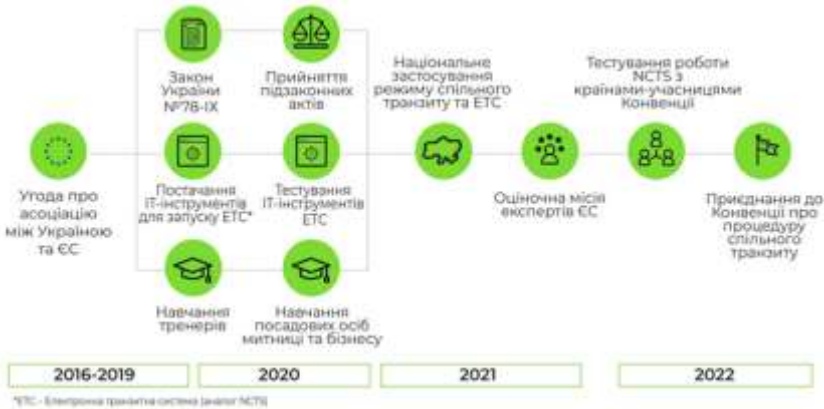 Закон
України
№78-IX
Прийняття
підзаконних
актів
Національне
застосування
режиму спільного
транзиту та ЕТС
Тестування роботи
NCTS з
країнами-учасницями
Конвенції
Угода про
асоціацію
між Україною
та ЄС
Постачання
ІТ-інструментів
для запуску ЕТС*
Тестування
ІТ-інструментів
ЕТС
Оціночна місія
експертів ЄС
Приєднання до
Конвенції про
процедуру
спільного
транзиту
Навчання
тренерів
Навчання
посадових осіб
митниці та бізнесу
2016-2019
2020
2021
2022
*ЕТС - Електронна транзитна система (аналог NCTS)